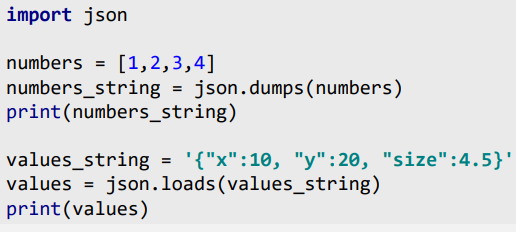 import json
numbers = [1,2,3,4]
numbers_string = json.dumps(numbers)
print(numbers_string)
values_string = '{"x":10, "y":20, "size":4.5}'
values = json.loads(values_string)
print(values)